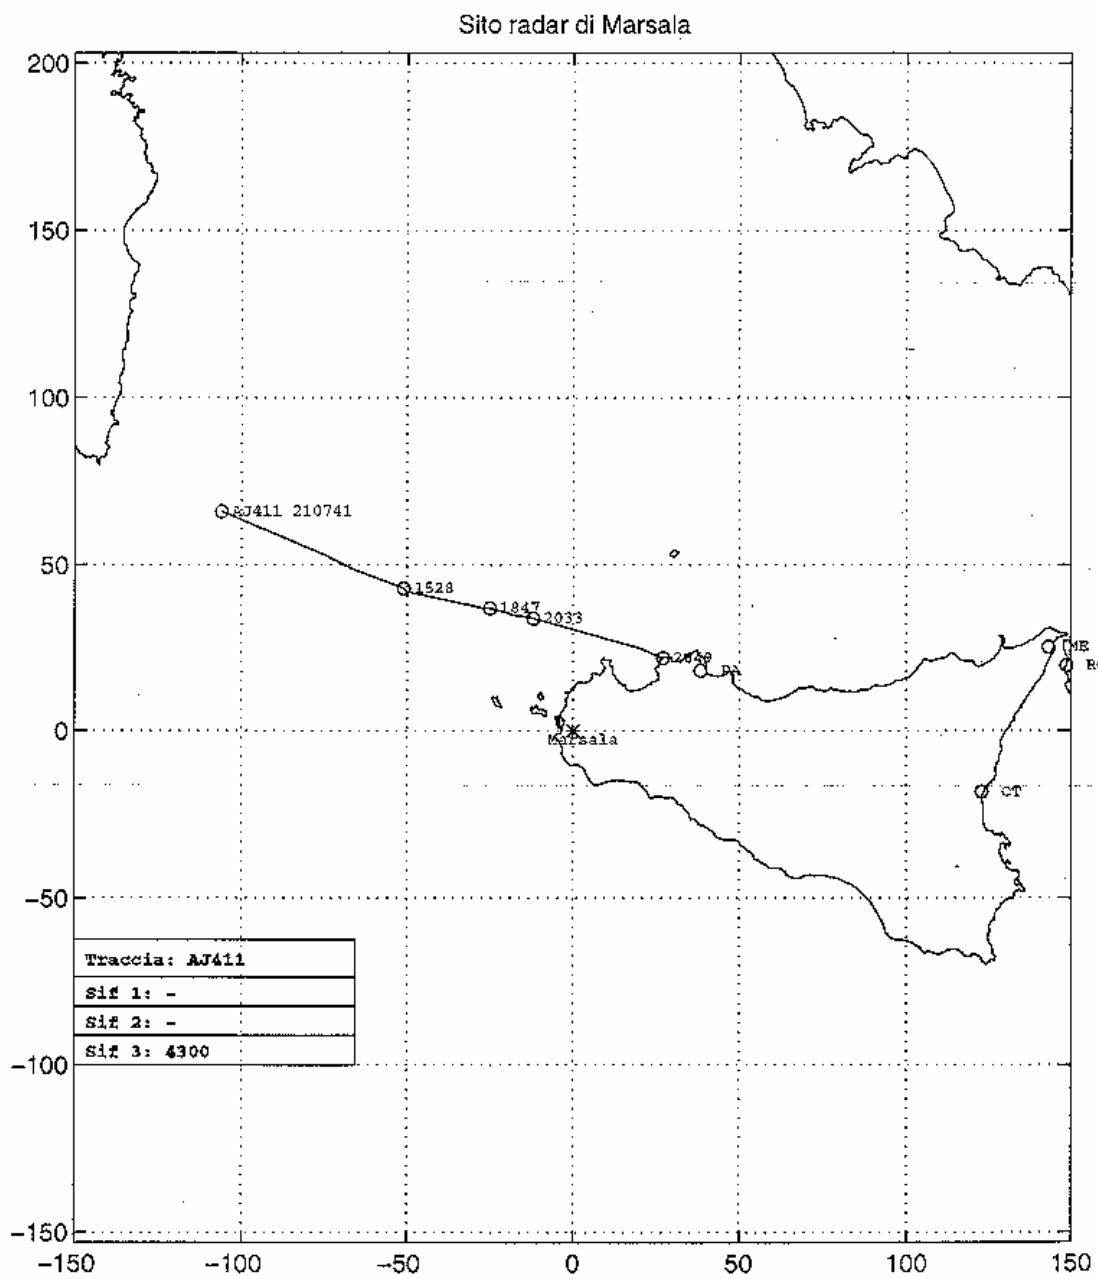 Sito radar di Marsala
200
150
100
AJ411 210741
50
1528
1847
2033
PA
ME
0
Marsala
CT
-50
Traccia: AJ411
Sif 1: -
Sif 2: -
Sif 3: 4300
-100
-150
-150 -100 -50 0 50 100 150